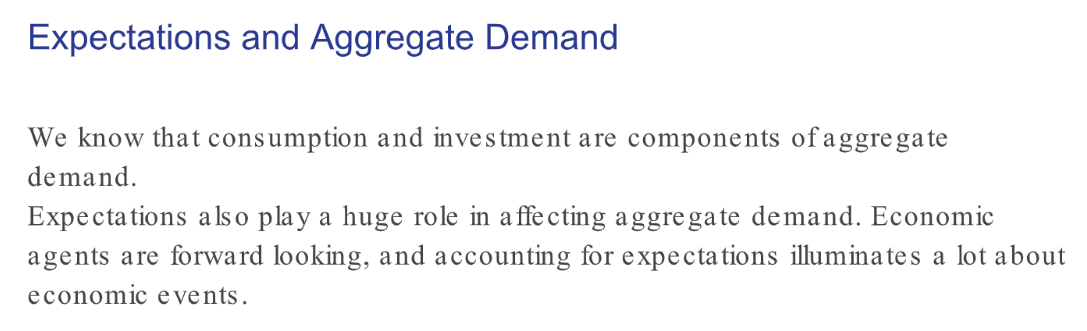 Expectations and Aggregate Demand
We know that consumption and investment are components of aggregate
demand.
Expectations also play a huge role in affecting aggregate demand. Economic
agents are forward looking, and accounting for expectations illuminates a lot about
economic events.